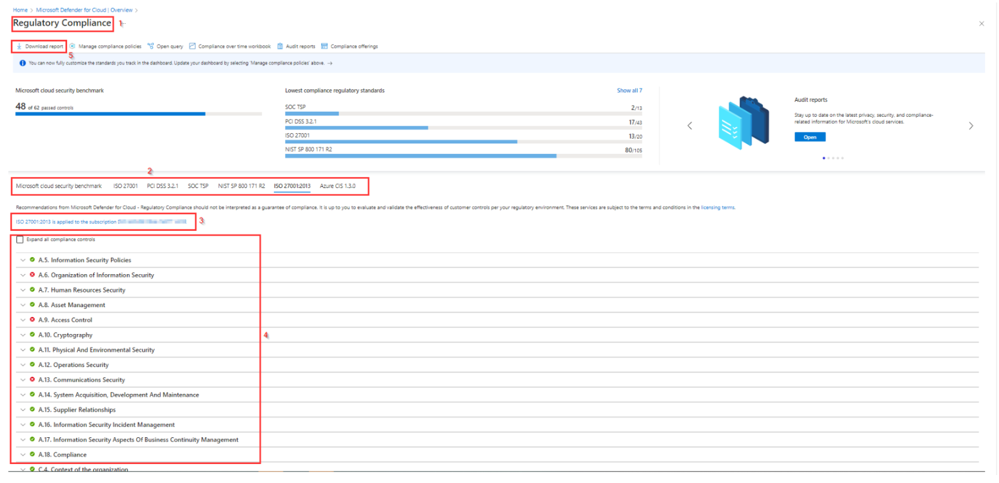 Home > Microsoft Defender for Cloud | Overview >
Regulatory Compliance
1
Download report Manage compliance policies Open query Compliance over time workbook Audit reports Compliance offerings
5
You can now fully customize the standards you track in the dashboard. Update your dashboard by selecting 'Manage compliance policies' above. →
Microsoft cloud security benchmark
48 of 62 passed controls
Lowest compliance regulatory standards Show all 7
SOC TSP 2/13
PCI DSS 3.2.1 17/43
ISO 27001 13/20
NIST SP 800 171 R2 80/105
Audit reports
Stay up to date on the latest privacy, security, and compliance-
related information for Microsoft's cloud services.
Open
2
Microsoft cloud security benchmark ISO 27001 PCI DSS 3.2.1 SOC TSP NIST SP 800 171 R2 ISO 27001:2013 Azure CIS 1.3.0
Recommendations from Microsoft Defender for Cloud - Regulatory Compliance should not be interpreted as a guarantee of compliance. It is up to you to evaluate and validate the effectiveness of customer controls per your regulatory environment. These services are subject to the terms and conditions in the licensing terms.
ISO 27001:2013 is applied to the subscription
3
Expand all compliance controls
A.5. Information Security Policies
A.6. Organization of Information Security
A.7. Human Resources Security
A.8. Asset Management
A.9. Access Control
A.10. Cryptography
4
A.11. Physical And Environmental Security
A.12. Operations Security
A.13. Communications Security
A.14. System Acquisition, Development And Maintenance
A.15. Supplier Relationships
A.16. Information Security Incident Management
A.17. Information Security Aspects Of Business Continuity Management
A.18. Compliance
C.4. Context of the organization